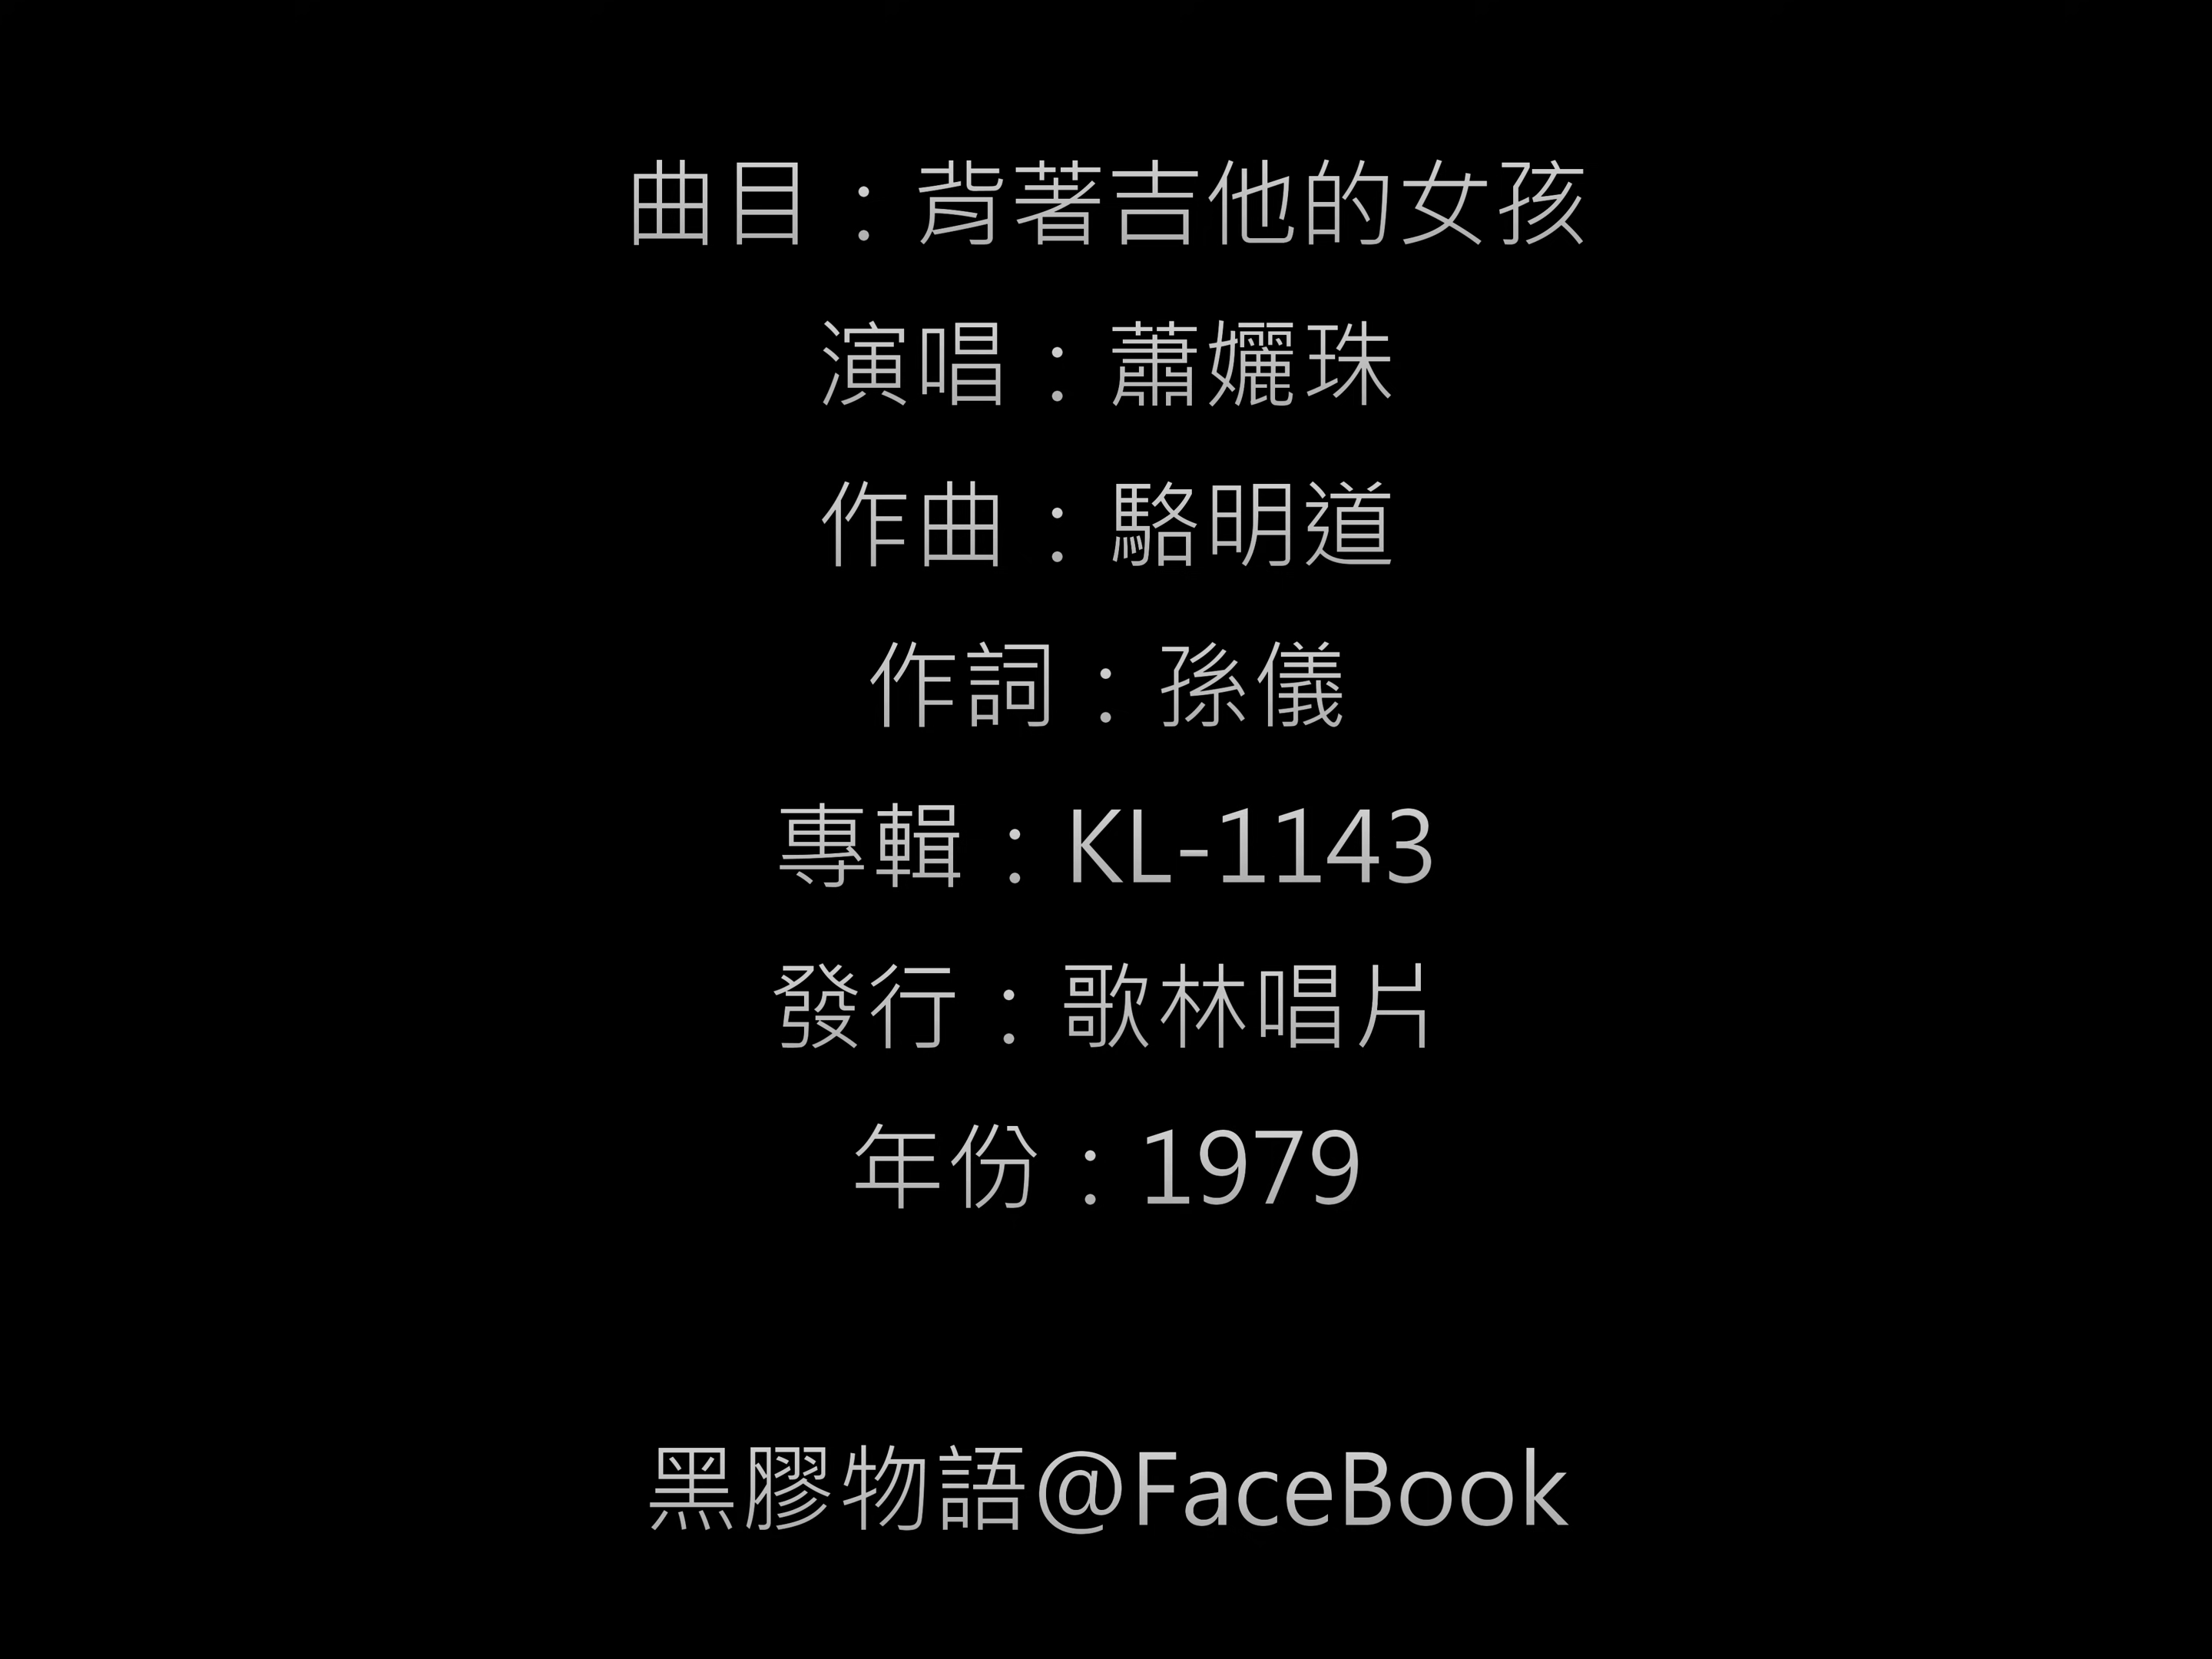 曲目：背著吉他的女孩
演唱：蕭孋珠
作曲：駱明道
作詞：孫儀
專輯：KL-1143
發行：歌林唱片
年份：1979
黑膠物語@FaceBook